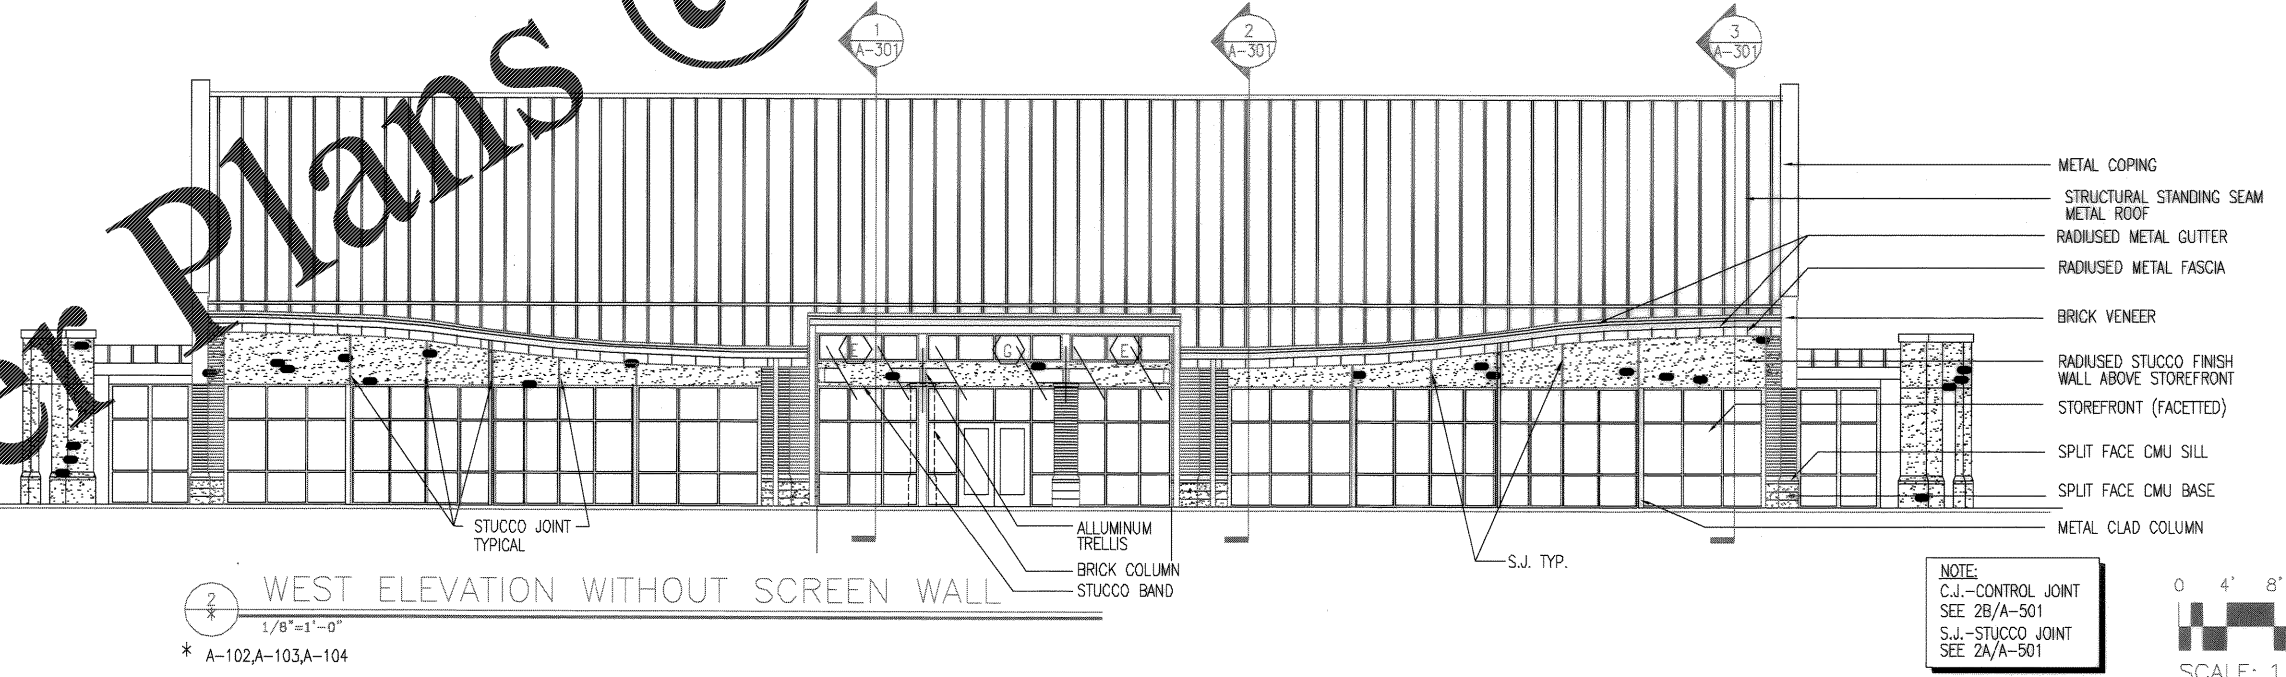 1
A-301
2
A-301
3
A-301
er Plans
METAL COPING
STRUCTURAL STANDING SEAM
METAL ROOF
RADIUSED METAL GUTTER
RADIUSED METAL FASCIA
BRICK VENEER
RADIUSED STUCCO FINISH
WALL ABOVE STOREFRONT
STOREFRONT (FACETTED)
SPLIT FACE CMU SILL
SPLIT FACE CMU BASE
METAL CLAD COLUMN
E
G
E
STUCCO JOINT
TYPICAL
ALLUMINUM
TRELLIS
BRICK COLUMN
STUCCO BAND
S.J. TYP.
2
*
WEST ELEVATION WITHOUT SCREEN WALL
1/8"=1'-0"
* A-102,A-103,A-104
NOTE:
C.J.-CONTROL JOINT
SEE 2B/A-501
S.J.-STUCCO JOINT
SEE 2A/A-501
0 4' 8'
SCALE: 1